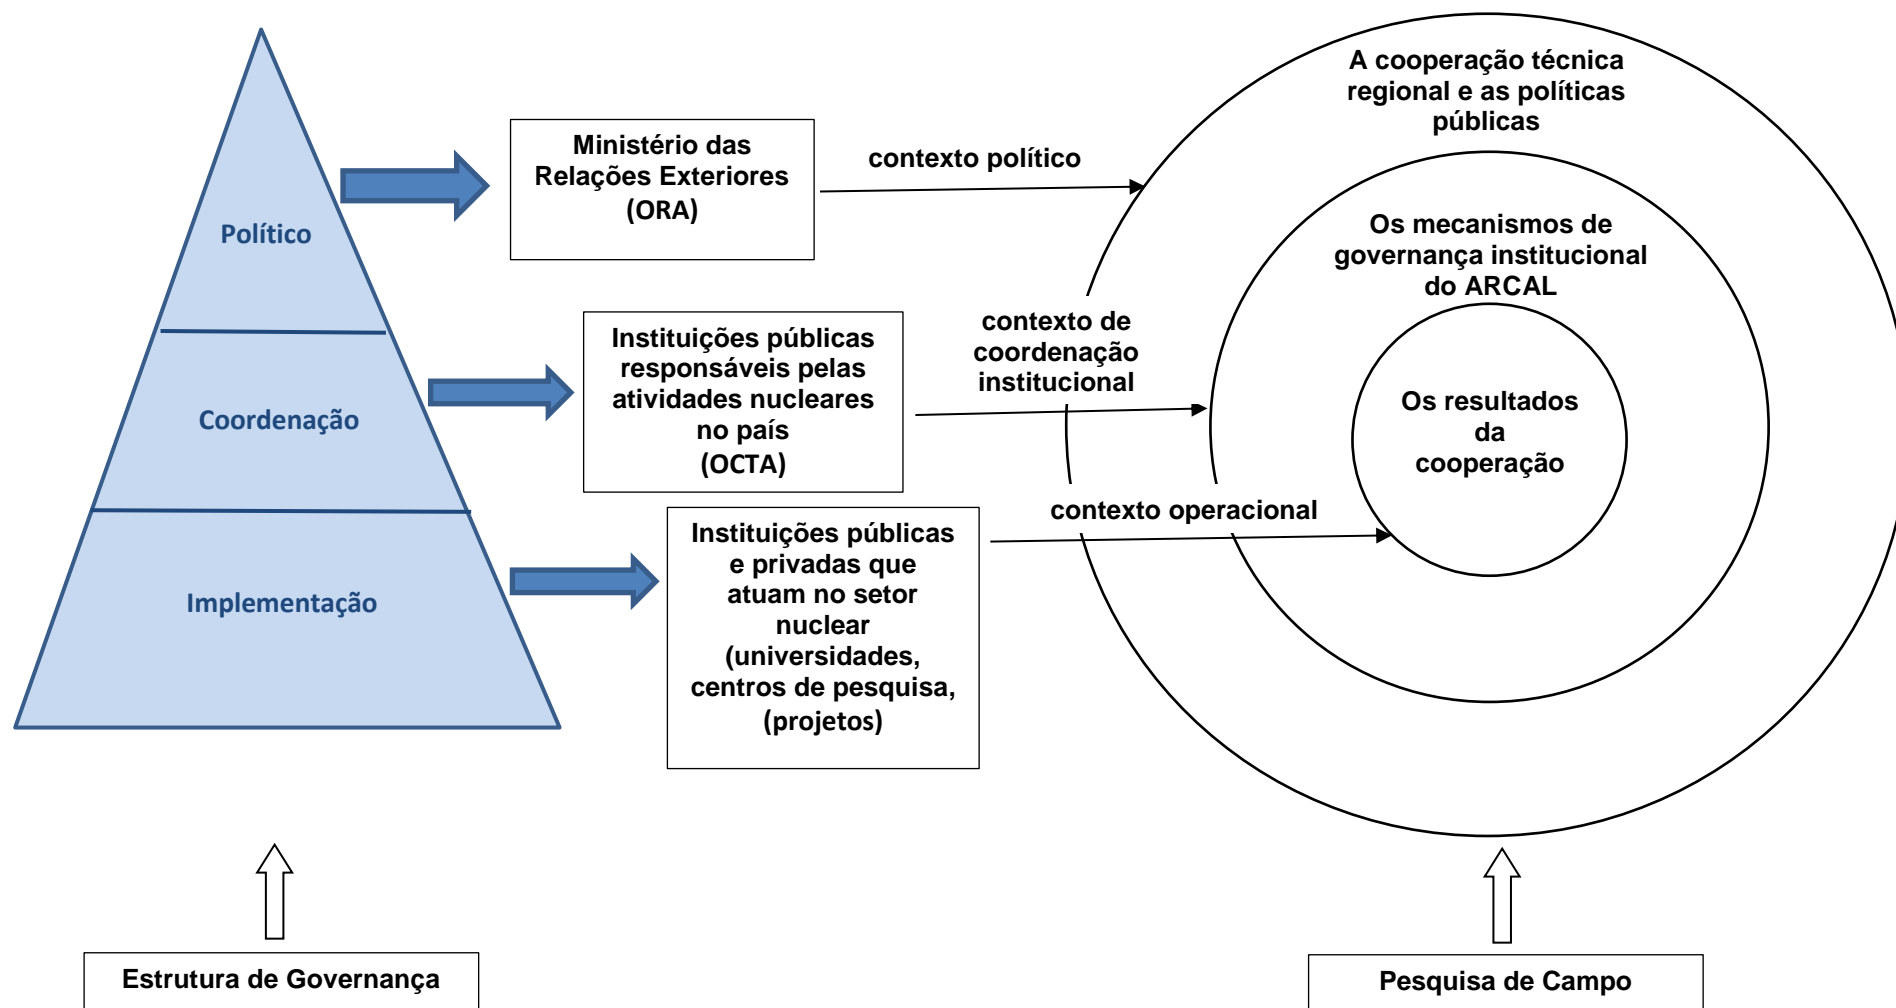 Político
Coordenação
Implementação
Ministério das
Relações Exteriores
(ORA)
Instituições públicas
responsáveis pelas
atividades nucleares
no país
(OCTA)
Instituições públicas
e privadas que
atuam no setor
nuclear
(universidades,
centros de pesquisa,
(projetos)
contexto político
contexto de
coordenação
institucional
contexto operacional
A cooperação técnica
regional e as políticas
públicas
Os mecanismos de
governança institucional
do ARCAL
Os resultados
da
cooperação
Estrutura de Governança
Pesquisa de Campo